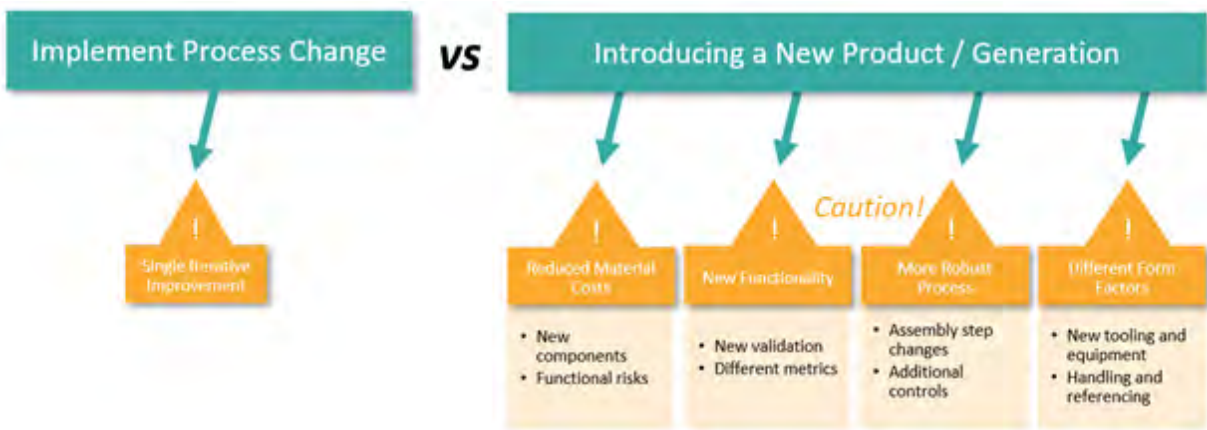 Implement Process Change
vs
Introducing a New Product / Generation
Caution!
!
Single Iterative
Improvement
!
Reduced Material
Costs
• New
components
• Functional risks
!
New Functionality
• New validation
• Different metrics
!
More Robust
Process
• Assembly step
changes
• Additional
controls
!
Different Form
Factors
• New tooling and
equipment
• Handling and
referencing